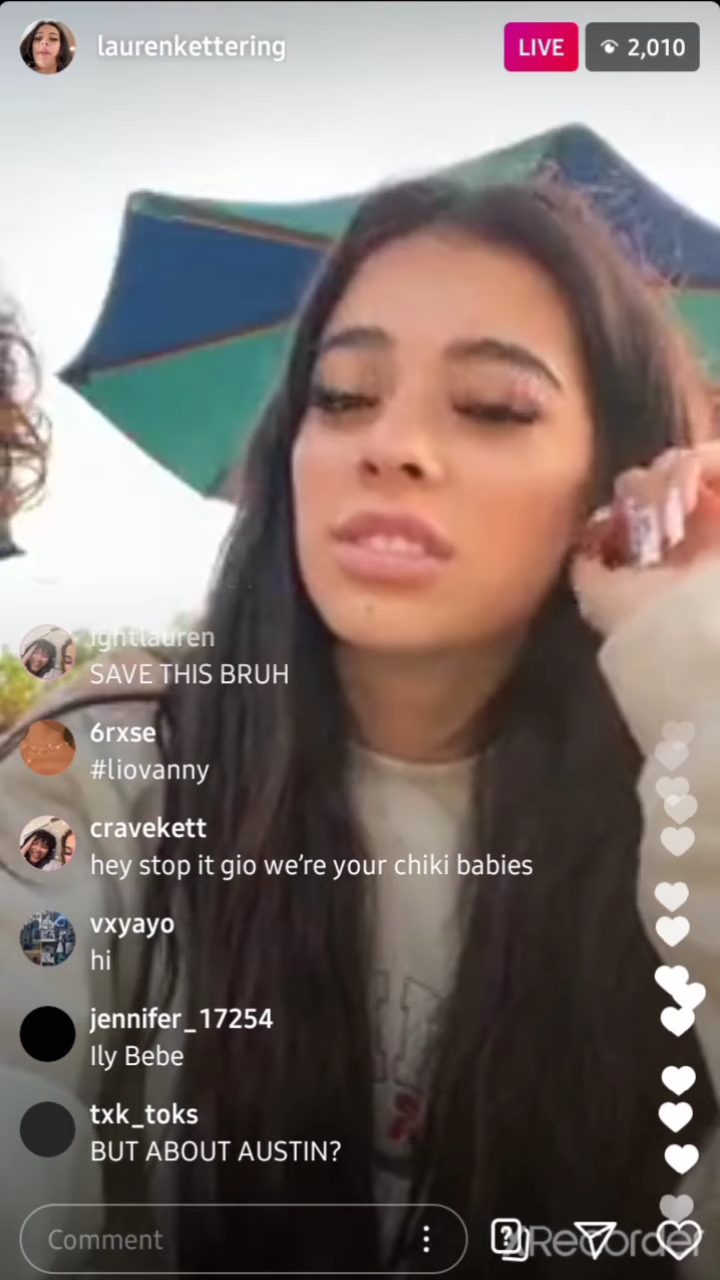 laurenkettering
LIVE
2,010
ightlauren
SAVE THIS BRUH
6rxse
#liovanny
cravekett
hey stop it gio we’re your chiki babies
vxyayo
hi
jennifer_17254
Ily Bebe
txk_toks
BUT ABOUT AUSTIN?
Comment
Recorder